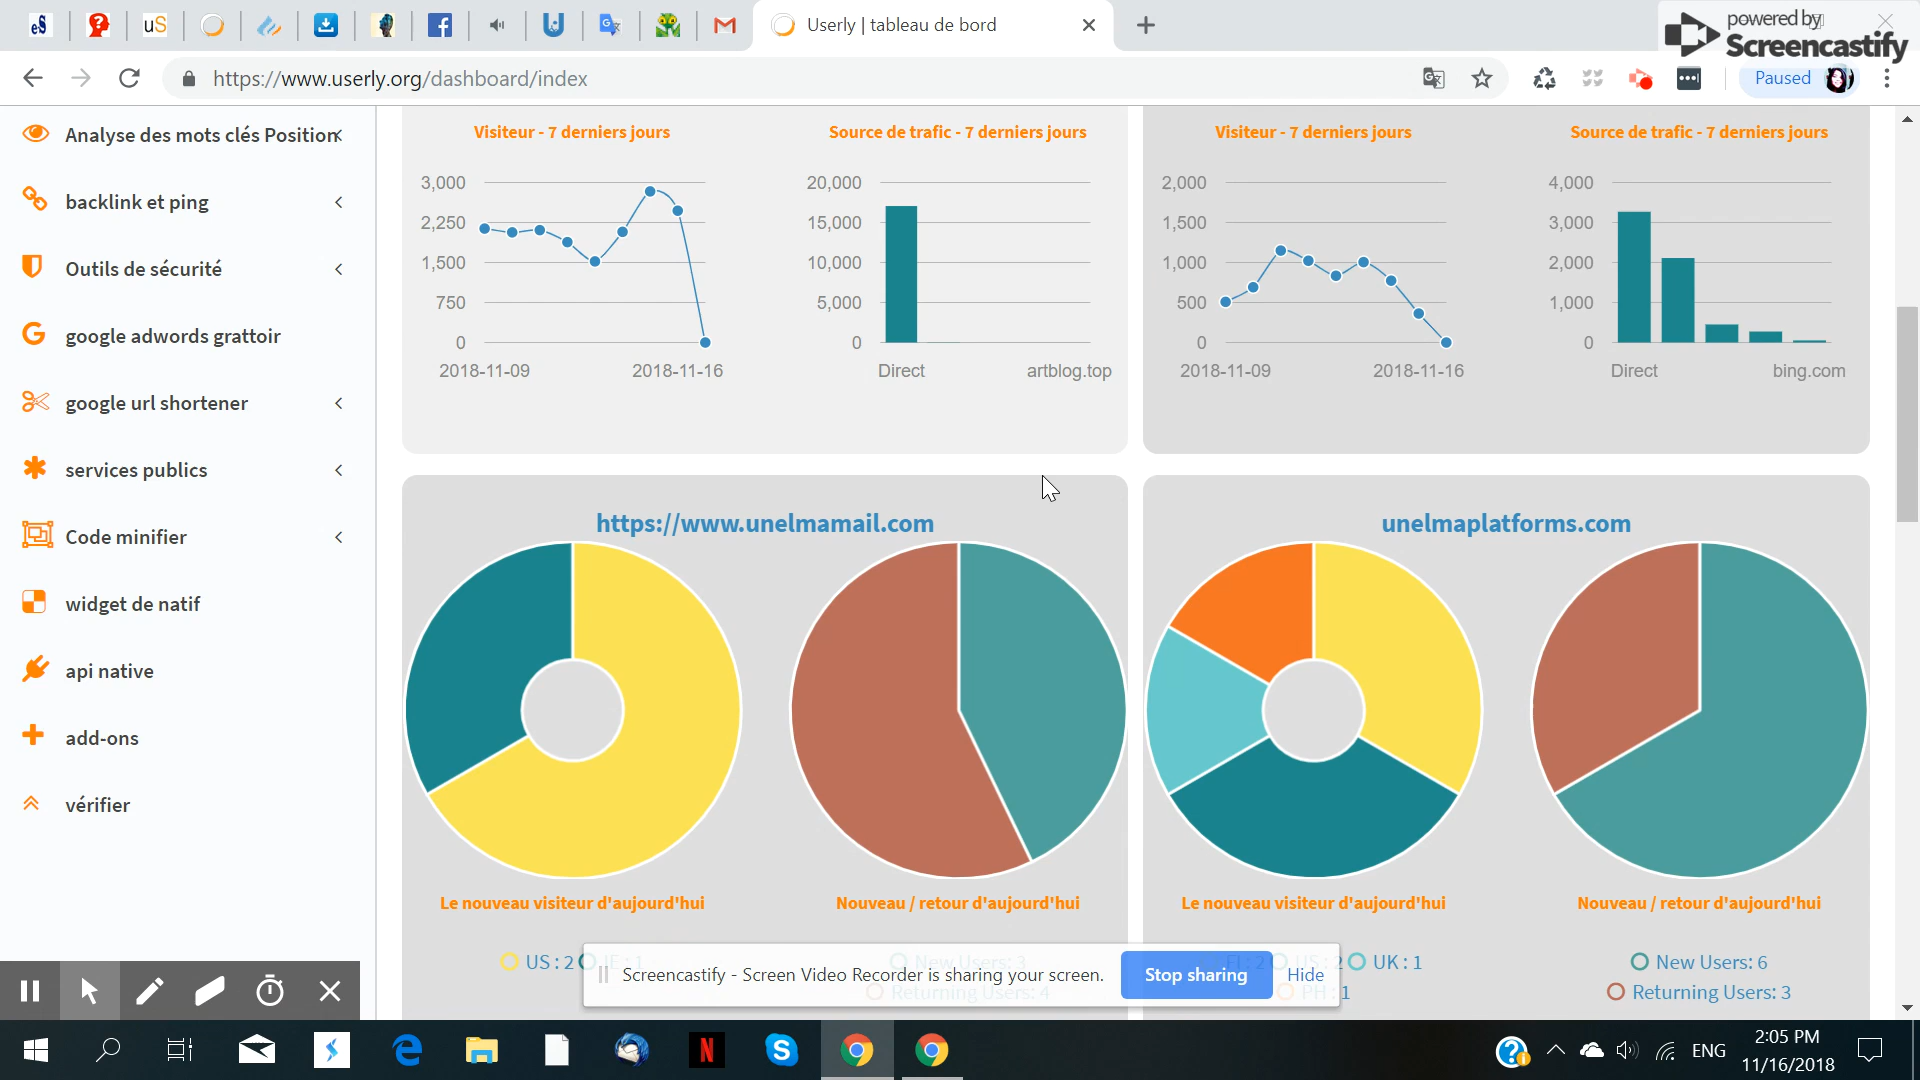 Userly | tableau de bord
powered by
Screencastify
https://www.userly.org/dashboard/index
Paused
Analyse des mots clés Position
backlink et ping
Outils de sécurité
google adwords grattoir
google url shortener
services publics
Code minifier
widget de natif
api native
add-ons
vérifier
Visiteur - 7 derniers jours
3,000
2,250
1,500
750
0
2018-11-09
2018-11-16
Source de trafic - 7 derniers jours
20,000
15,000
10,000
5,000
0
Direct
artblog.top
Visiteur - 7 derniers jours
2,000
1,500
1,000
500
0
2018-11-09
2018-11-16
Source de trafic - 7 derniers jours
4,000
3,000
2,000
1,000
0
Direct
bing.com
https://www.unelmamail.com
Le nouveau visiteur d'aujourd'hui
US : 2
IE : 1
Nouveau / retour d'aujourd'hui
New Users: 3
Returning Users: 4
unelmaplatforms.com
Le nouveau visiteur d'aujourd'hui
US : 2
UK : 1
PH : 1
Nouveau / retour d'aujourd'hui
New Users: 6
Returning Users: 3
Screencastify - Screen Video Recorder is sharing your screen.
Stop sharing
Hide
ENG
2:05 PM
11/16/2018